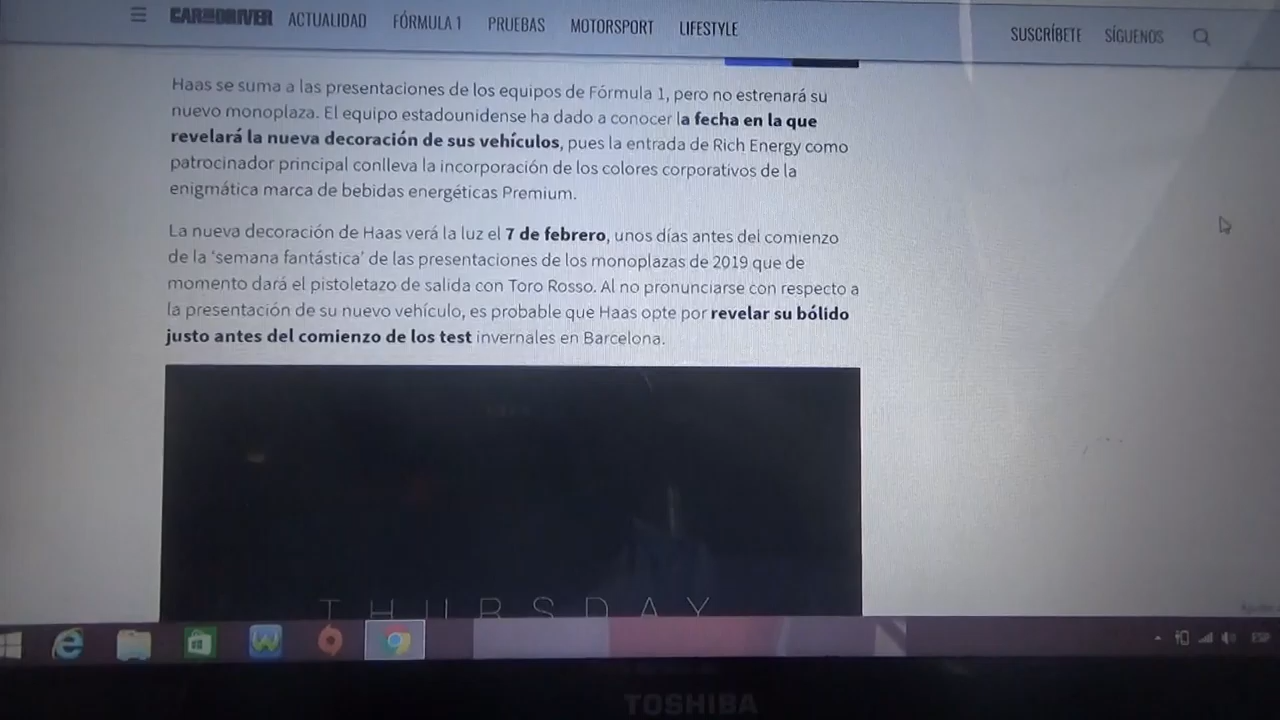 CAR AND DRIVER ACTUALIDAD FÓRMULA 1 PRUEBAS MOTORSPORT LIFESTYLE SUSCRÍBETE SÍGUENOS
Haas se suma a las presentaciones de los equipos de Fórmula 1, pero no estrenará su
nuevo monoplaza. El equipo estadounidense ha dado a conocer la fecha en la que
revelará la nueva decoración de sus vehículos, pues la entrada de Rich Energy como
patrocinador principal conlleva la incorporación de los colores corporativos de la
enigmática marca de bebidas energéticas Premium.
La nueva decoración de Haas verá la luz el 7 de febrero, unos días antes del comienzo
de la 'semana fantástica' de las presentaciones de los monoplazas de 2019 que de
momento dará el pistoletazo de salida con Toro Rosso. Al no pronunciarse con respecto a
la presentación de su nuevo vehículo, es probable que Haas opte por revelar su bólido
justo antes del comienzo de los test invernales en Barcelona.
THURSDAY
ESP
TOSHIBA